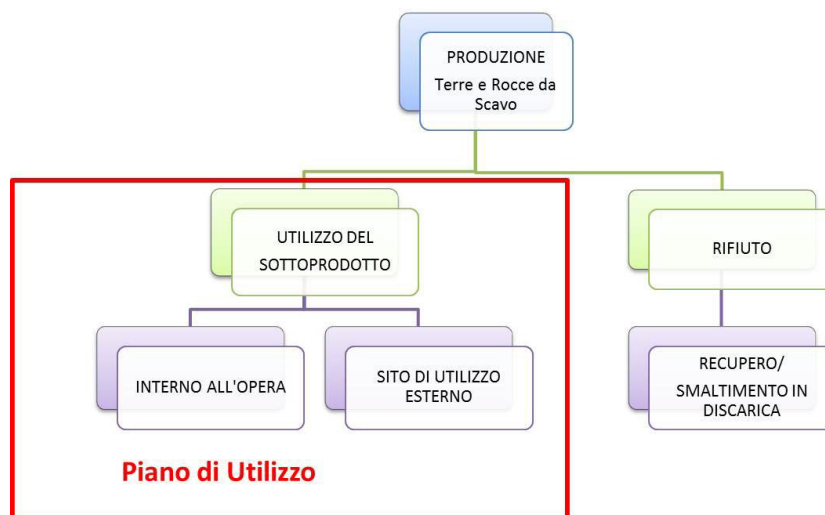 PRODUZIONE
Terre e Rocce da
Scavo
UTILIZZO DEL
SOTTOPRODOTTO
RIFIUTO
INTERNO ALL'OPERA
SITO DI UTILIZZO
ESTERNO
RECUPERO/
SMALTIMENTO IN
DISCARICA
Piano di Utilizzo